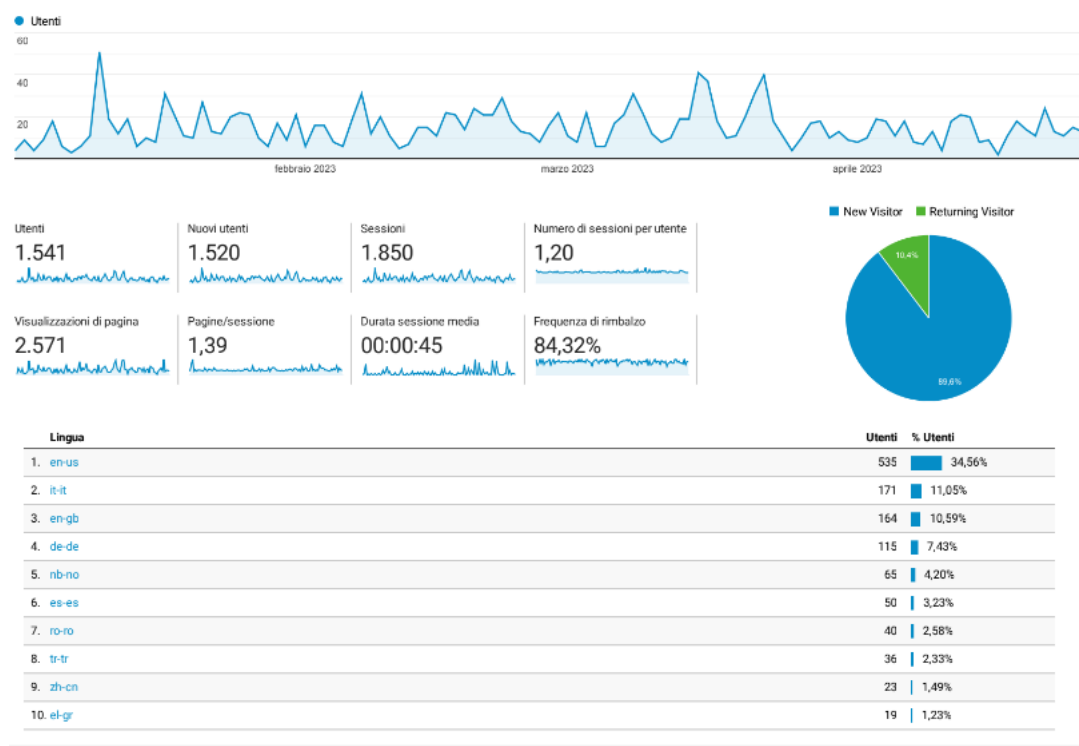 Utenti
60
40
20
febbraio 2023 marzo 2023 aprile 2023
New Visitor Returning Visitor
Utenti Nuovi utenti Sessioni Numero di sessioni per utente
1.541 1.520 1.850 1,20
Visualizzazioni di pagina Pagine/sessione Durata sessione media Frequenza di rimbalzo
2.571 1,39 00:00:45 84,32%
10,4%
89,6%
Lingua Utenti % Utenti
1. en-us 535 34,56%
2. it-it 171 11,05%
3. en-gb 164 10,59%
4. de-de 115 7,43%
5. nb-no 65 4,20%
6. es-es 50 3,23%
7. ro-ro 40 2,58%
8. tr-tr 36 2,33%
9. zh-cn 23 1,49%
10. el-gr 19 1,23%